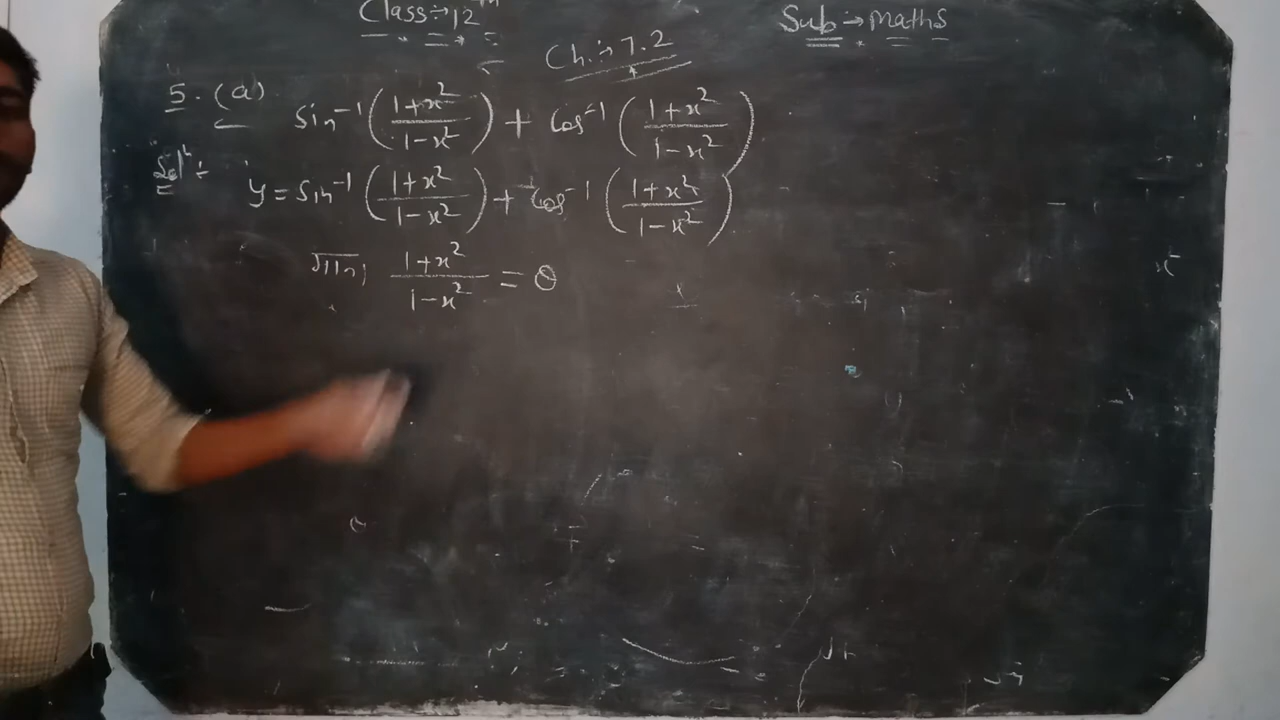 Class :- 12th Sub :→ Maths
Ch. :→ 7.2
5. (a) Sin⁻¹((1+x²)/(1-x²)) + Cos⁻¹((1+x²)/(1-x²))
Solⁿ ÷ y = Sin⁻¹((1+x²)/(1-x²)) + Cos⁻¹((1+x²)/(1-x²))
(1+x²)/(1-x²) = θ